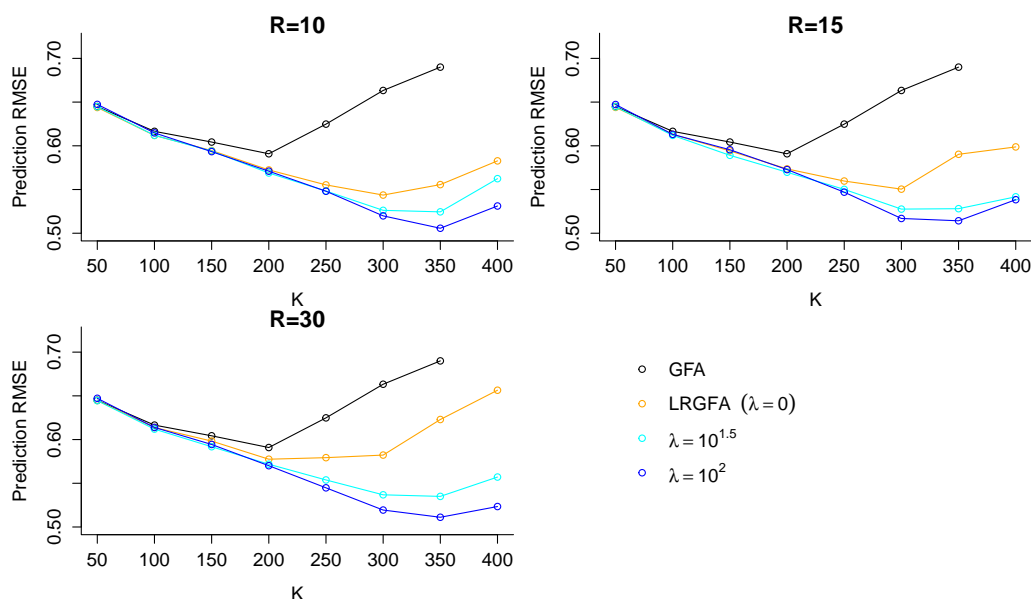 R=10
Prediction RMSE
0.50 0.60 0.70
50 100 150 200 250 300 350 400
K
R=15
Prediction RMSE
0.50 0.60 0.70
50 100 150 200 250 300 350 400
K
R=30
Prediction RMSE
0.50 0.60 0.70
50 100 150 200 250 300 350 400
K
GFA
LRGFA (λ = 0)
λ = 10^1.5
λ = 10^2